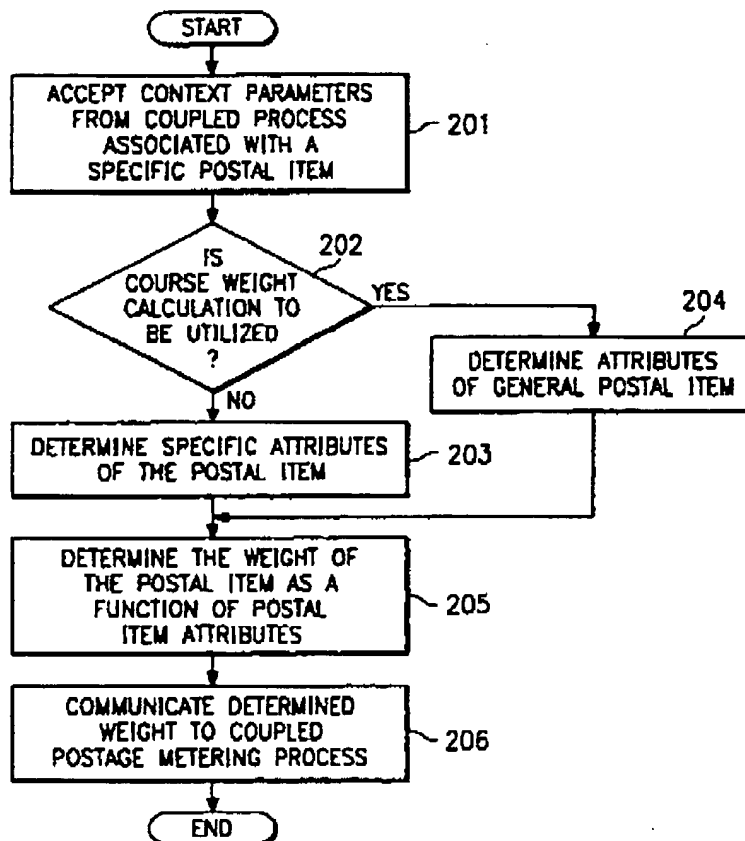 START
ACCEPT CONTEXT PARAMETERS
FROM COUPLED PROCESS
ASSOCIATED WITH A
SPECIFIC POSTAL ITEM
201
IS
COURSE WEIGHT
CALCULATION TO
BE UTILIZED
?
202
YES
204
DETERMINE ATTRIBUTES
OF GENERAL POSTAL ITEM
NO
DETERMINE SPECIFIC ATTRIBUTES
OF THE POSTAL ITEM
203
DETERMINE THE WEIGHT OF
THE POSTAL ITEM AS A
FUNCTION OF POSTAL
ITEM ATTRIBUTES
205
COMMUNICATE DETERMINED
WEIGHT TO COUPLED
POSTAGE METERING PROCESS
206
END